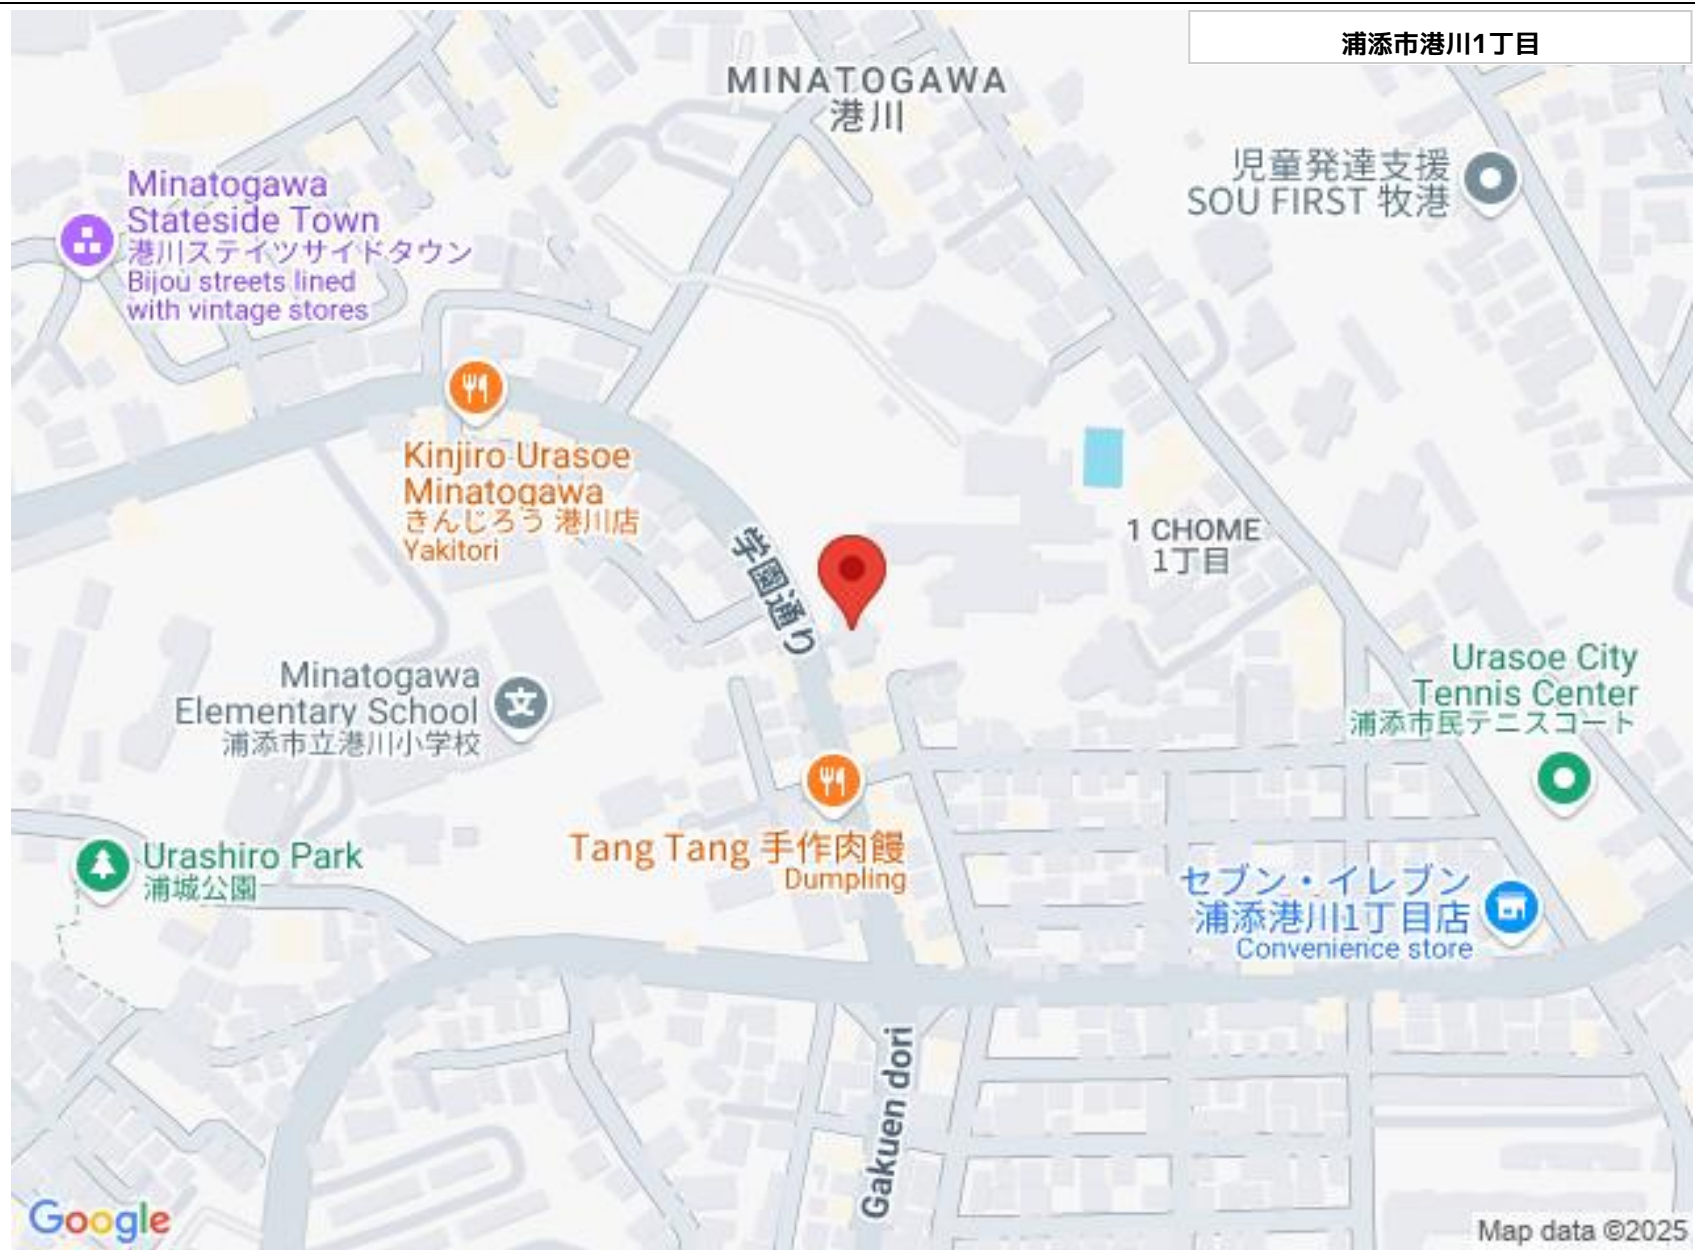 浦添市港川1丁目
MINATOGAWA
港川
児童発達支援
SOU FIRST 牧港
Minatogawa
Stateside Town
港川ステイツサイドタウン
Bijou streets lined
with vintage stores
Kinjiro Urasoe
Minatogawa
きんじろう 港川店
Yakitori
学園通り
1 CHOME
1丁目
Minatogawa
Elementary School
浦添市立港川小学校
文
Urasoe City
Tennis Center
浦添市民テニスコート
Tang Tang 手作肉饅
Dumpling
Urashiro Park
浦城公園
セブン・イレブン
浦添港川1丁目店
Convenience store
Gakuen dori
Google
Map data ©2025